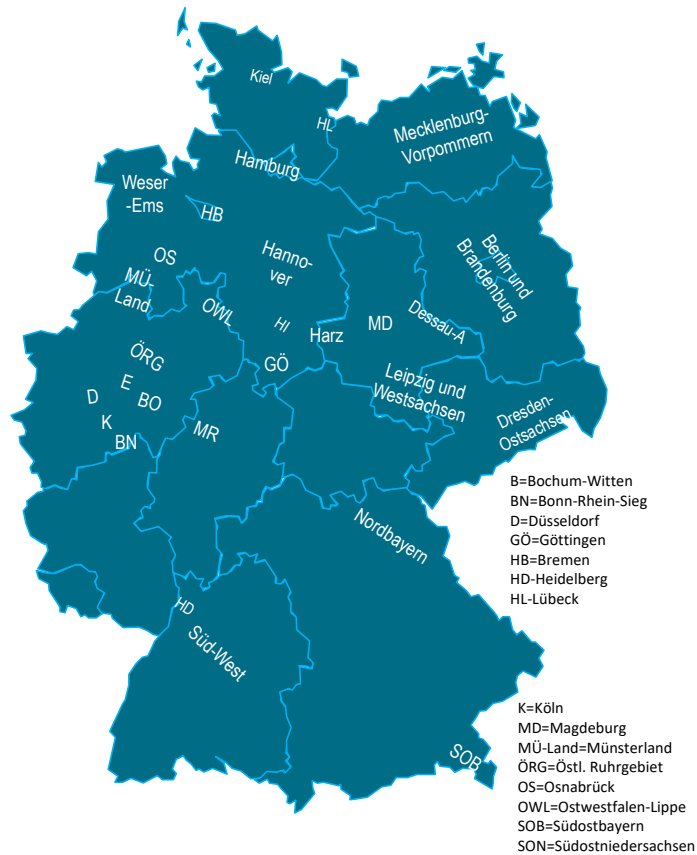 Kiel
HL
Mecklenburg-
Vorpommern
Hamburg
Weser
-Ems
HB
Hanno-
ver
OS
Berlin und
Brandenburg
MÜ-
Land
OWL
HI
Harz
MD
Dessau-A
GÖ
ÖRG
E
D
BO
K
BN
MR
Leipzig und
Westsachsen
Dresden-
Ostsachsen
B=Bochum-Witten
BN=Bonn-Rhein-Sieg
D=Düsseldorf
GÖ=Göttingen
HB=Bremen
HD-Heidelberg
HL-Lübeck
Nordbayern
HD
Süd-West
SOB
K=Köln
MD=Magdeburg
MÜ-Land=Münsterland
ÖRG=Östl. Ruhrgebiet
OS=Osnabrück
OWL=Ostwestfalen-Lippe
SOB=Südostbayern
SON=Südostniedersachsen